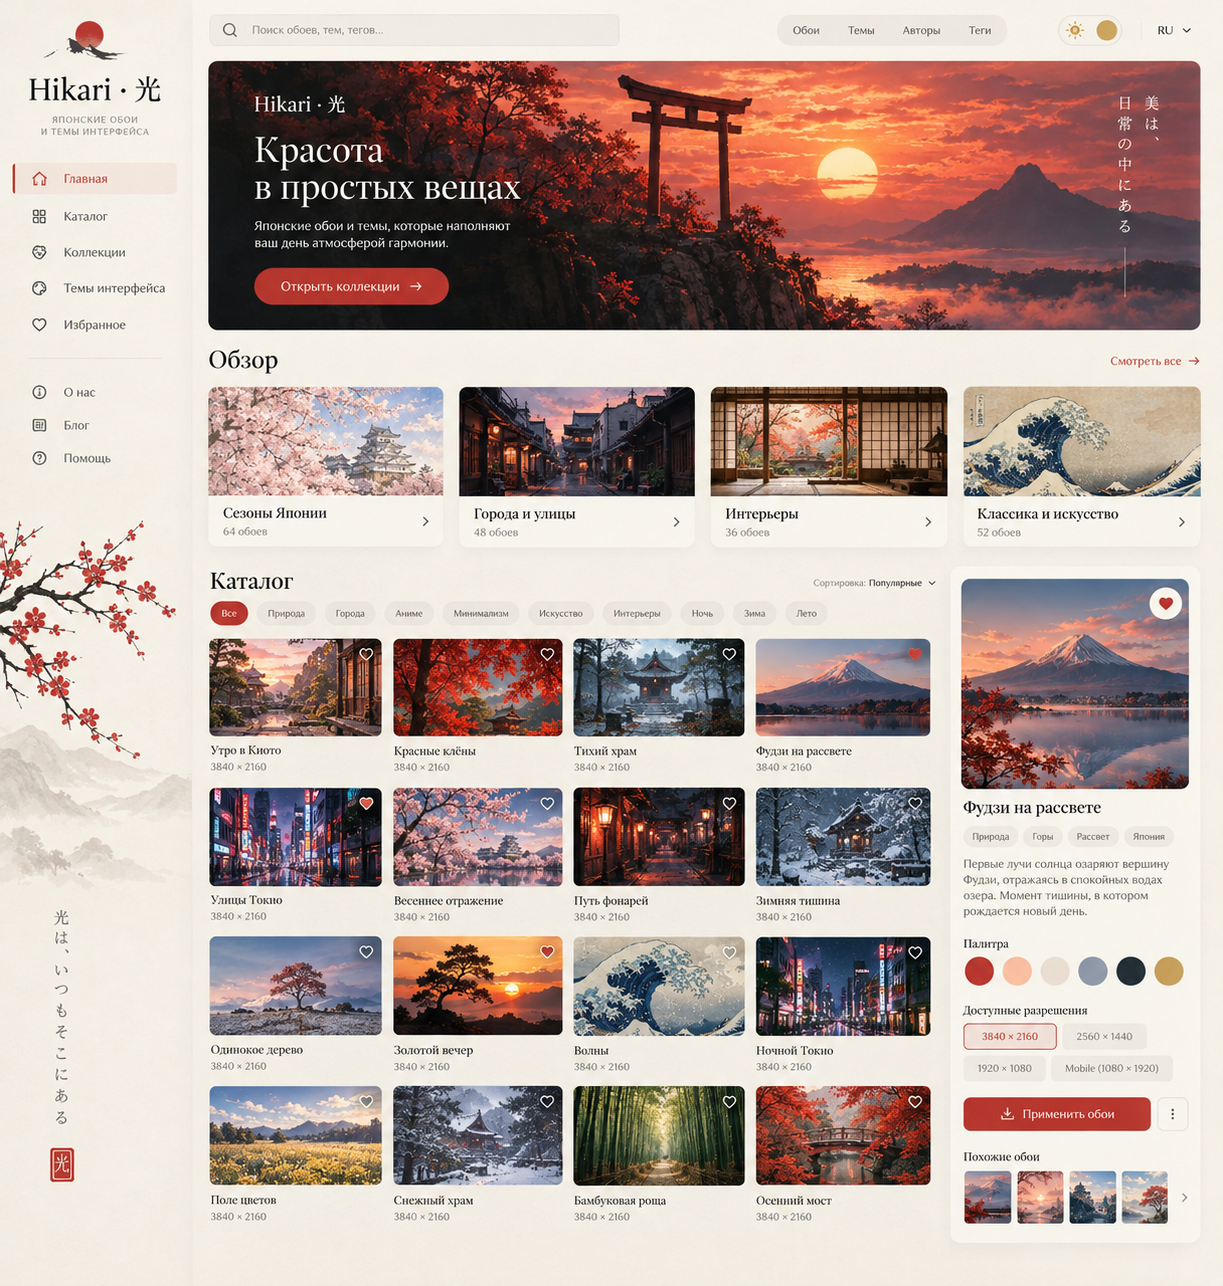 Hikari · 光
ЯПОНСКИЕ ОБОИ
И ТЕМЫ ИНТЕРФЕЙСА
Главная
Каталог
Коллекции
Темы интерфейса
Избранное
О нас
Блог
Помощь
光は、いつもそこにある
光
Поиск обоев, тем, тегов...
Обои
Темы
Авторы
Теги
RU
Hikari · 光
Красота
в простых вещах
Японские обои и темы, которые наполняют
ваш день атмосферой гармонии.
Открыть коллекции →
美は、
日常の中にある
Обзор
Смотреть все →
Сезоны Японии
64 обоев
Города и улицы
48 обоев
Интерьеры
36 обоев
Классика и искусство
52 обоев
Каталог
Сортировка: Популярные
Все
Природа
Города
Аниме
Минимализм
Искусство
Интерьеры
Ночь
Зима
Лето
Утро в Киото
3840 × 2160
Красные клёны
3840 × 2160
Тихий храм
3840 × 2160
Фудзи на рассвете
3840 × 2160
Улицы Токио
3840 × 2160
Весеннее отражение
3840 × 2160
Путь фонарей
3840 × 2160
Зимняя тишина
3840 × 2160
Одинокое дерево
3840 × 2160
Золотой вечер
3840 × 2160
Волны
3840 × 2160
Ночной Токио
3840 × 2160
Поле цветов
3840 × 2160
Снежный храм
3840 × 2160
Бамбуковая роща
3840 × 2160
Осенний мост
3840 × 2160
Фудзи на рассвете
Природа
Горы
Рассвет
Япония
Первые лучи солнца озаряют вершину
Фудзи, отражаясь в спокойных водах
озера. Момент тишины, в котором
рождается новый день.
Палитра
Доступные разрешения
3840 × 2160
2560 × 1440
1920 × 1080
Mobile (1080 × 1920)
Применить обои
Похожие обои